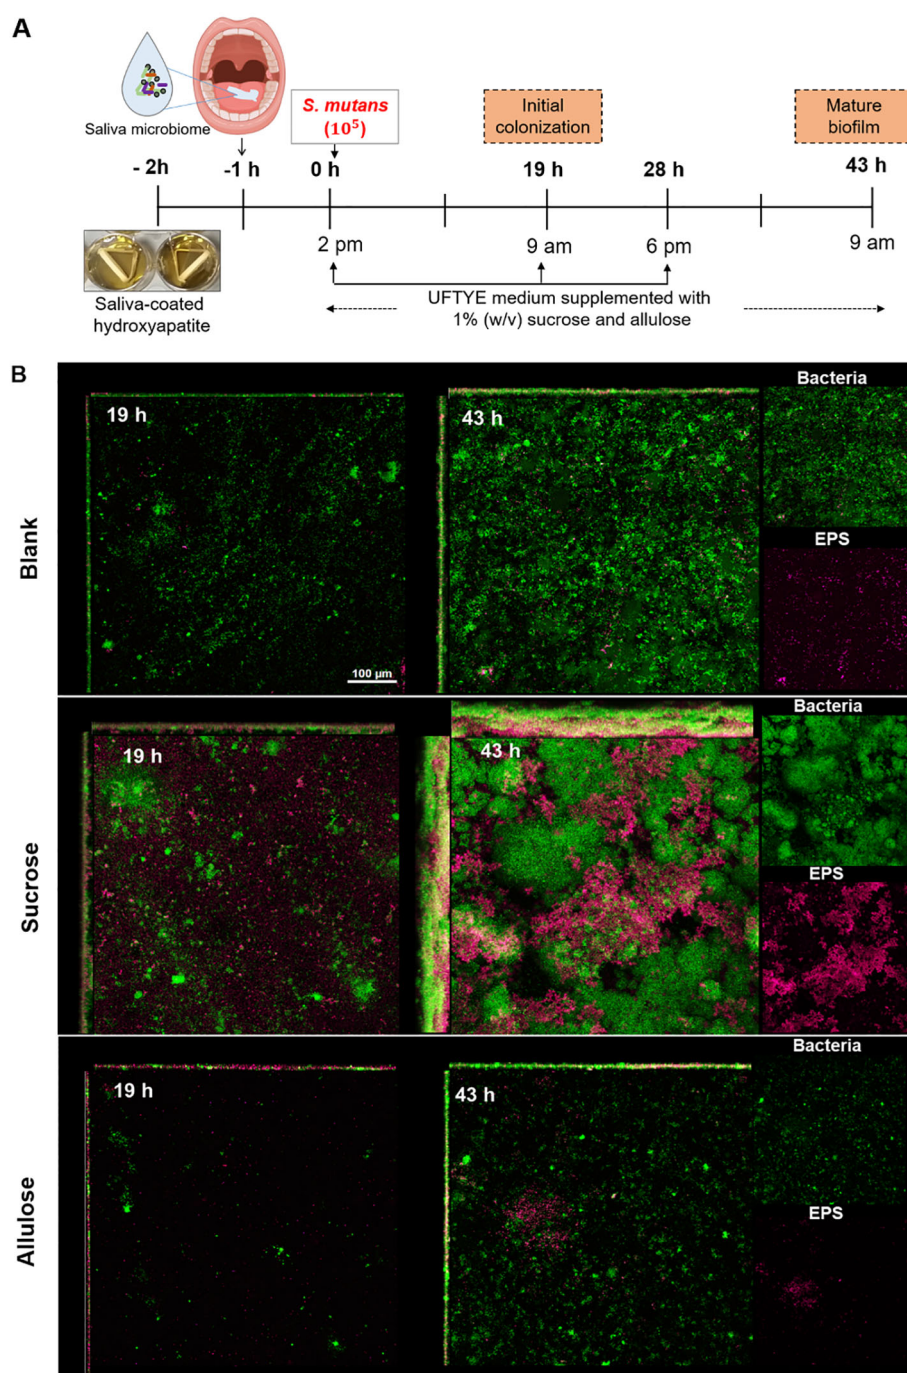 A
Saliva microbiome
S. mutans
(10⁵)
Initial
colonization
Mature
biofilm
- 2h
-1 h
0 h
19 h
28 h
43 h
2 pm
9 am
6 pm
9 am
Saliva-coated
hydroxyapatite
UFTYE medium supplemented with
1% (w/v) sucrose and allulose
B
Blank
19 h
100 µm
43 h
Bacteria
EPS
Sucrose
19 h
43 h
Bacteria
EPS
Allulose
19 h
43 h
Bacteria
EPS